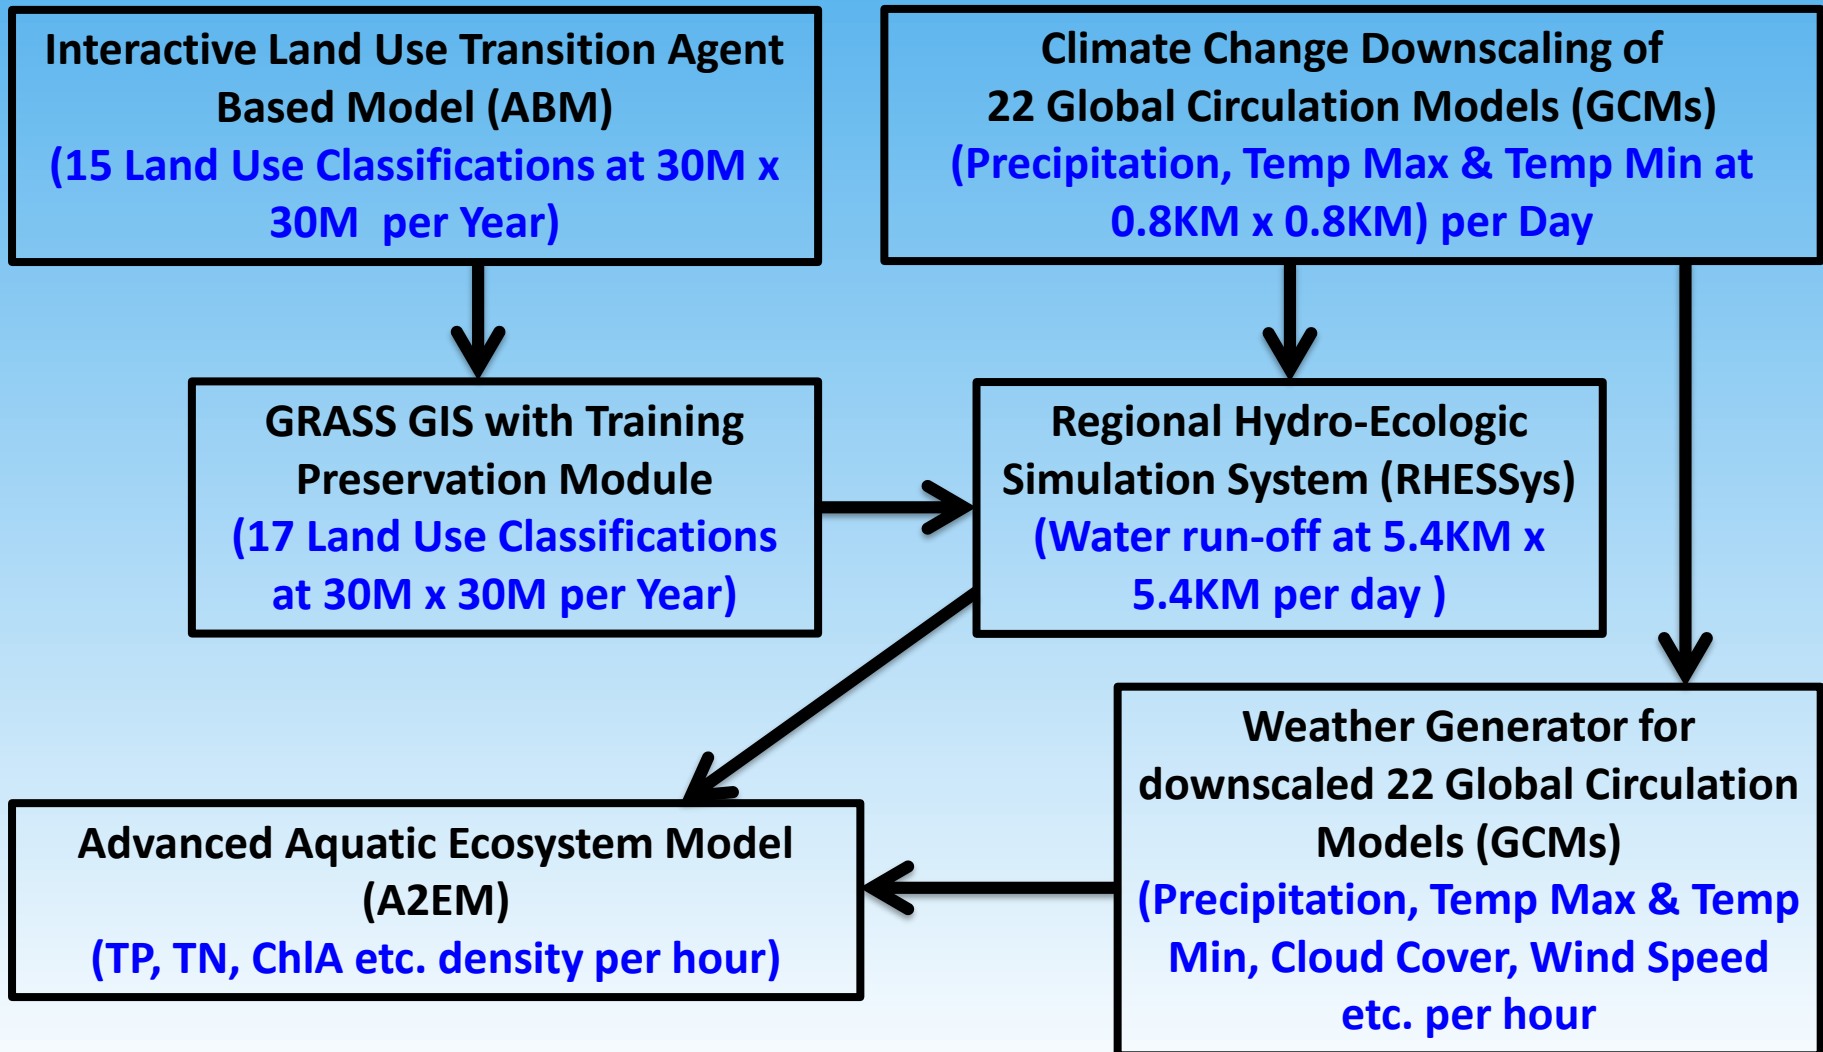 Interactive Land Use Transition Agent
Based Model (ABM)
(15 Land Use Classifications at 30M x
30M  per Year)
Climate Change Downscaling of
22 Global Circulation Models (GCMs)
(Precipitation, Temp Max & Temp Min at
0.8KM x 0.8KM) per Day
GRASS GIS with Training
Preservation Module
(17 Land Use Classifications
at 30M x 30M per Year)
Regional Hydro-Ecologic
Simulation System (RHESSys)
(Water run-off at 5.4KM x
5.4KM per day )
Advanced Aquatic Ecosystem Model
(A2EM)
(TP, TN, ChlA etc. density per hour)
Weather Generator for
downscaled 22 Global Circulation
Models (GCMs)
(Precipitation, Temp Max & Temp
Min, Cloud Cover, Wind Speed
etc. per hour